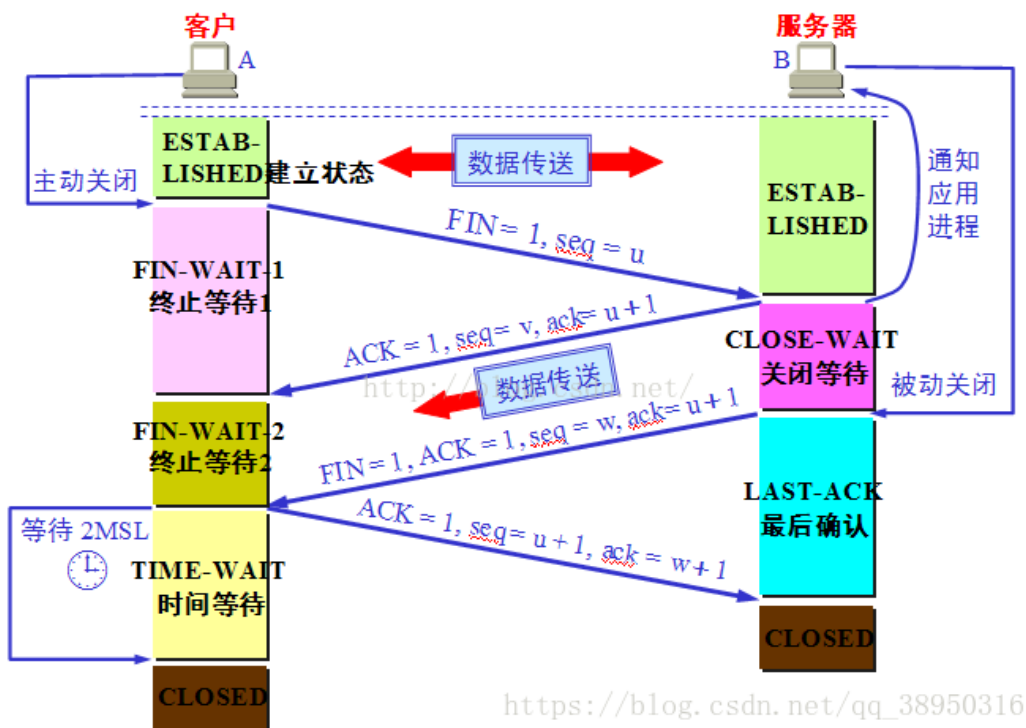 客户
服务器
A
B
ESTAB-
LISHED建立状态
数据传送
主动关闭
ESTAB-
LISHED
通知
应用
进程
FIN= 1, seq = u
FIN-WAIT-1
终止等待1
ACK = 1, seq= v, ack= u+1
CLOSE-WAIT
关闭等待
被动关闭
数据传送
FIN-WAIT-2
终止等待2
FIN=1, ACK = 1, seq = w, ack= u+1
LAST-ACK
最后确认
等待 2MSL
ACK = 1, seq= u+1, ack = w+1
TIME-WAIT
时间等待
CLOSED
CLOSED
https://blog.csdn.net/qq_38950316